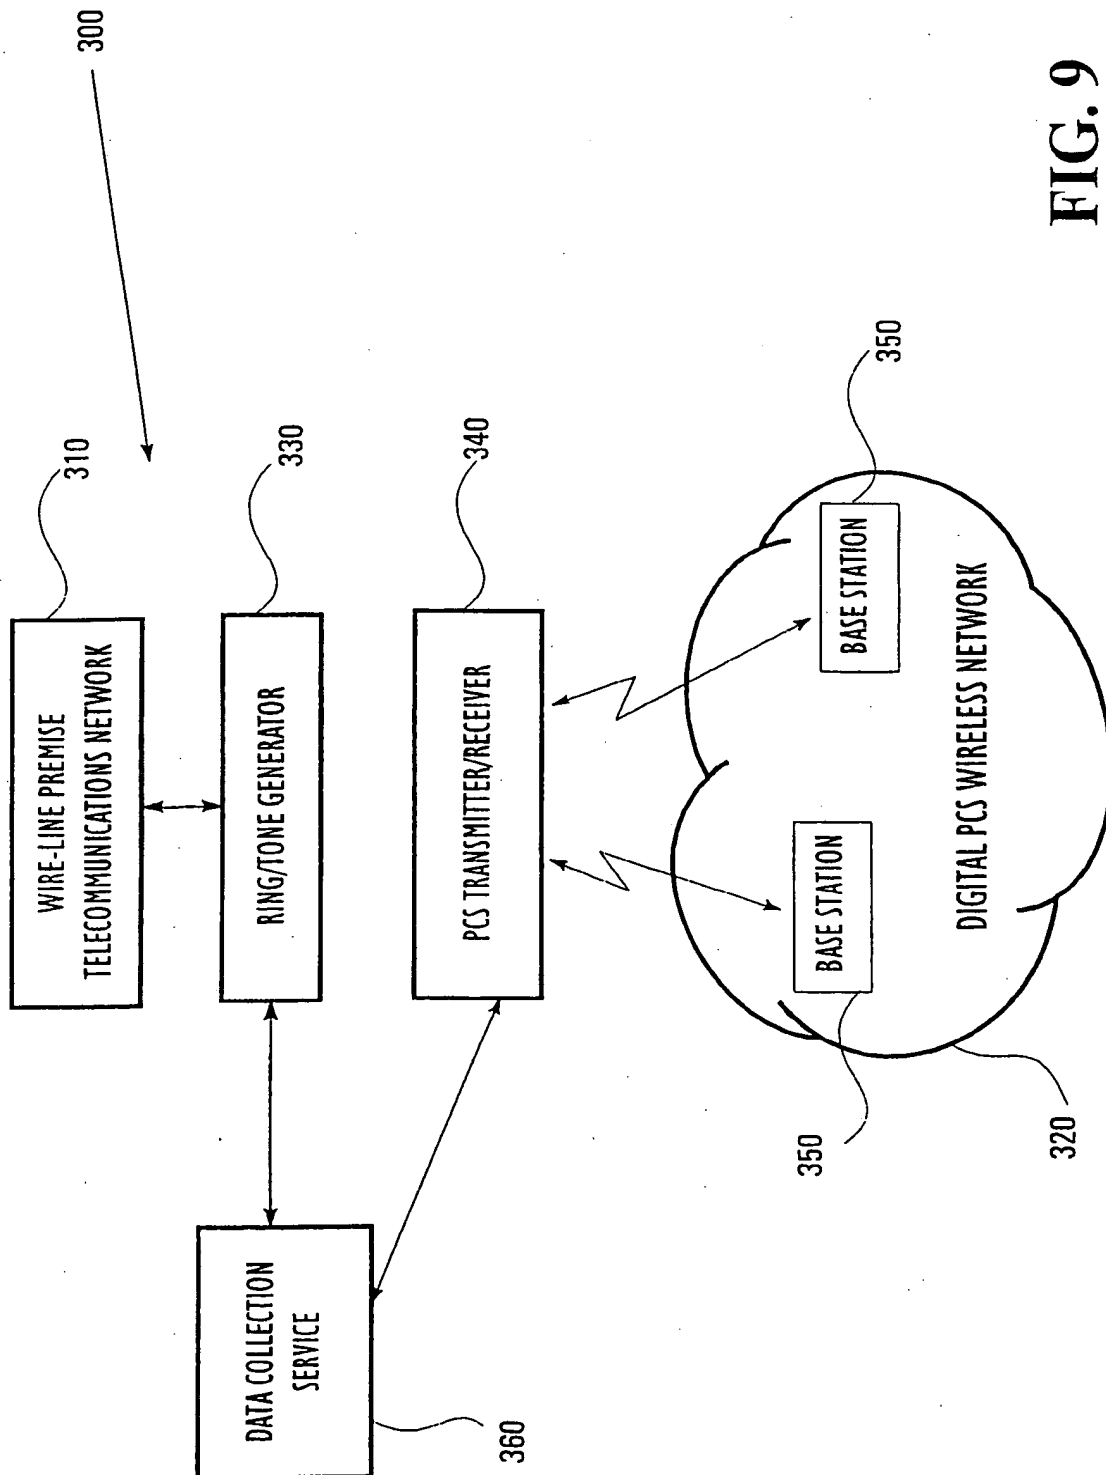 300
WIRE-LINE PREMISE
TELECOMMUNICATIONS NETWORK
310
RING/TONE GENERATOR
330
DATA COLLECTION
SERVICE
360
PCS TRANSMITTER/RECEIVER
340
BASE STATION
350
BASE STATION
350
DIGITAL PCS WIRELESS NETWORK
320
FIG. 9